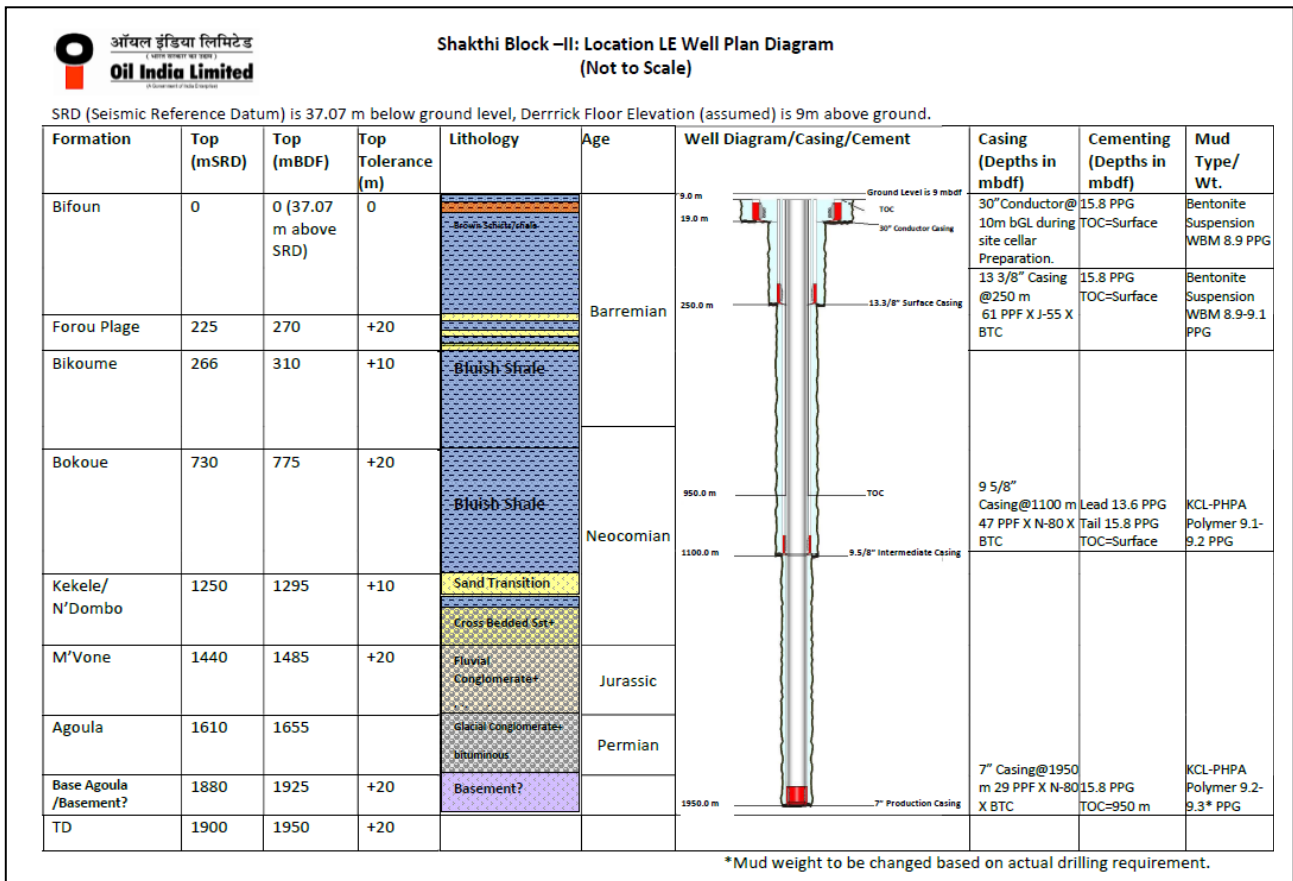 ऑयल इंडिया लिमिटेड
( भारत सरकार का उद्यम )
Oil India Limited
(A Government of India Enterprise)
Shakthi Block –II: Location LE Well Plan Diagram
(Not to Scale)
SRD (Seismic Reference Datum) is 37.07 m below ground level, Derrrick Floor Elevation (assumed) is 9m above ground.
Formation
Top (mSRD)
Top (mBDF)
Top Tolerance (m)
Lithology
Age
Well Diagram/Casing/Cement
Casing (Depths in mbdf)
Cementing (Depths in mbdf)
Mud Type/ Wt.
Bifoun
0
0 (37.07 m above SRD)
0
Brown Schists/shale
Barremian
Forou Plage
225
270
+20
Bikoume
266
310
+10
Bluish Shale
Bokoue
730
775
+20
Bluish Shale
Neocomian
Kekele/ N’Dombo
1250
1295
+10
Sand Transition
Cross Bedded Sst+
M’Vone
1440
1485
+20
Fluvial Conglomerate+
Jurassic
Agoula
1610
1655
Glacial Conglomerate+
bituminous
Permian
Base Agoula /Basement?
1880
1925
+20
Basement?
TD
1900
1950
+20
9.0 m
Ground Level is 9 mbdf
TOC
19.0 m
30" Conductor Casing
250.0 m
13.3/8" Surface Casing
950.0 m
TOC
1100.0 m
9.5/8" Intermediate Casing
1950.0 m
7" Production Casing
30”Conductor@
10m bGL during
site cellar
Preparation.
15.8 PPG
TOC=Surface
Bentonite
Suspension
WBM 8.9 PPG
13 3/8” Casing
@250 m
61 PPF X J-55 X
BTC
15.8 PPG
TOC=Surface
Bentonite
Suspension
WBM 8.9-9.1
PPG
9 5/8”
Casing@1100 m
47 PPF X N-80 X
BTC
Lead 13.6 PPG
Tail 15.8 PPG
TOC=Surface
KCL-PHPA
Polymer 9.1-
9.2 PPG
7” Casing@1950
m 29 PPF X N-80
X BTC
15.8 PPG
TOC=950 m
KCL-PHPA
Polymer 9.2-
9.3* PPG
*Mud weight to be changed based on actual drilling requirement.